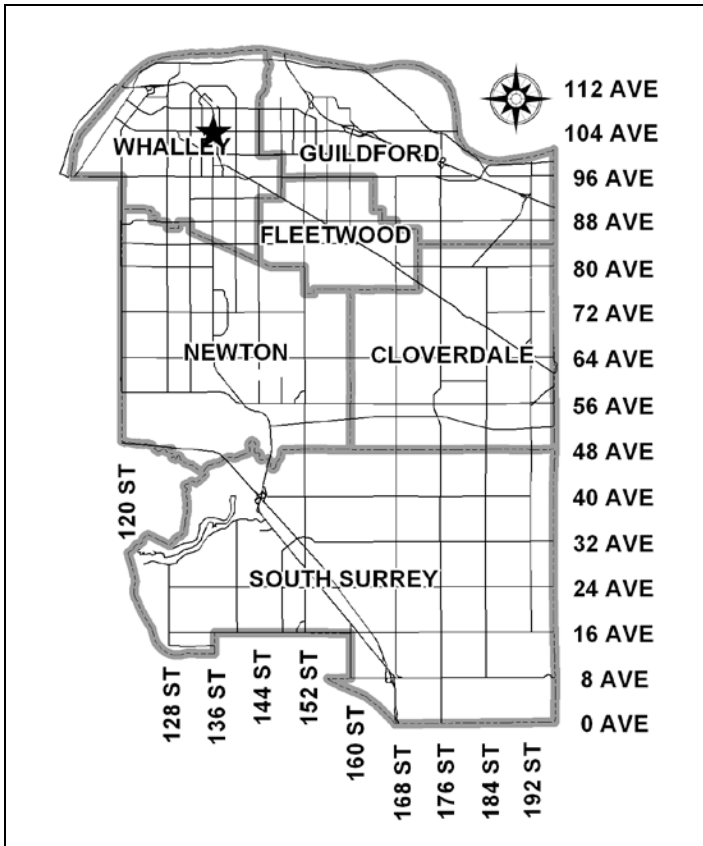 112 AVE
104 AVE
WHALLEY
GUILDFORD
96 AVE
88 AVE
FLEETWOOD
80 AVE
72 AVE
NEWTON
CLOVERDALE
64 AVE
56 AVE
48 AVE
120 ST
40 AVE
32 AVE
SOUTH SURREY
24 AVE
16 AVE
128 ST
136 ST
144 ST
152 ST
160 ST
8 AVE
0 AVE
168 ST
176 ST
184 ST
192 ST